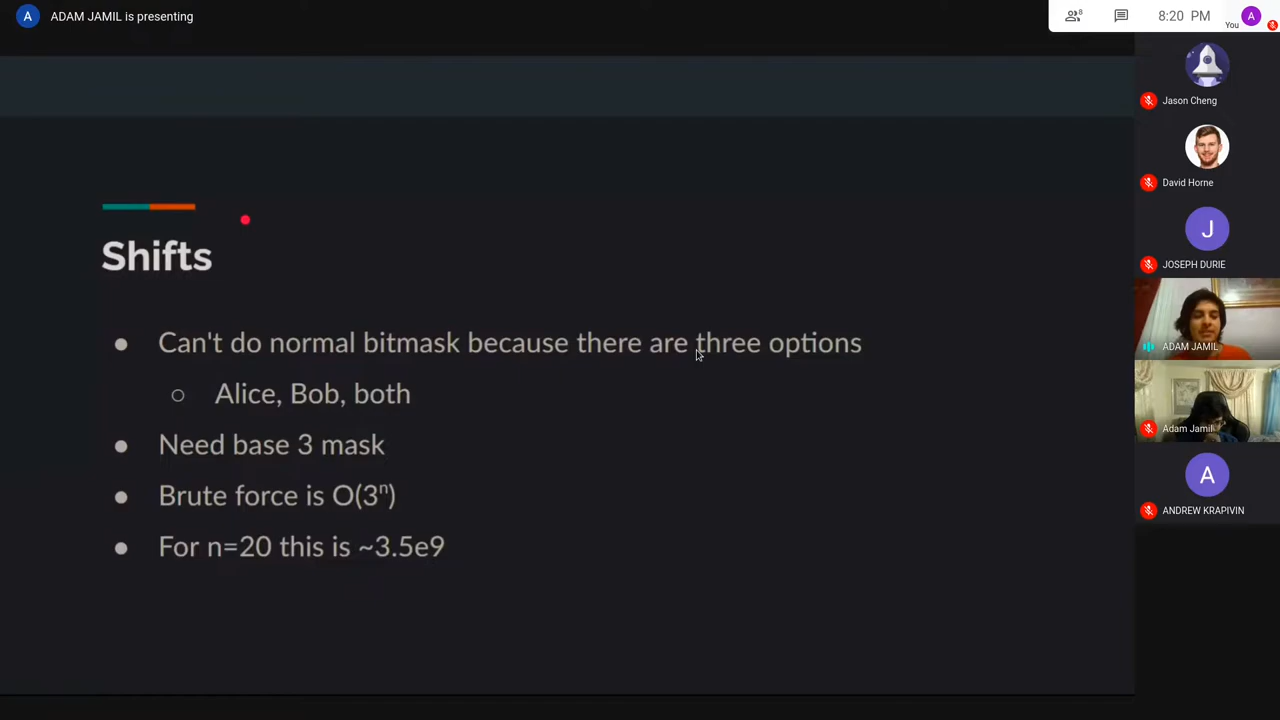 A ADAM JAMIL is presenting
8
8:20 PM
You
A
Jason Cheng
David Horne
J
JOSEPH DURIE
ADAM JAMIL
Adam Jamil
A
ANDREW KRAPIVIN
Shifts
● Can't do normal bitmask because there are three options
○ Alice, Bob, both
● Need base 3 mask
● Brute force is O(3ⁿ)
● For n=20 this is ~3.5e9